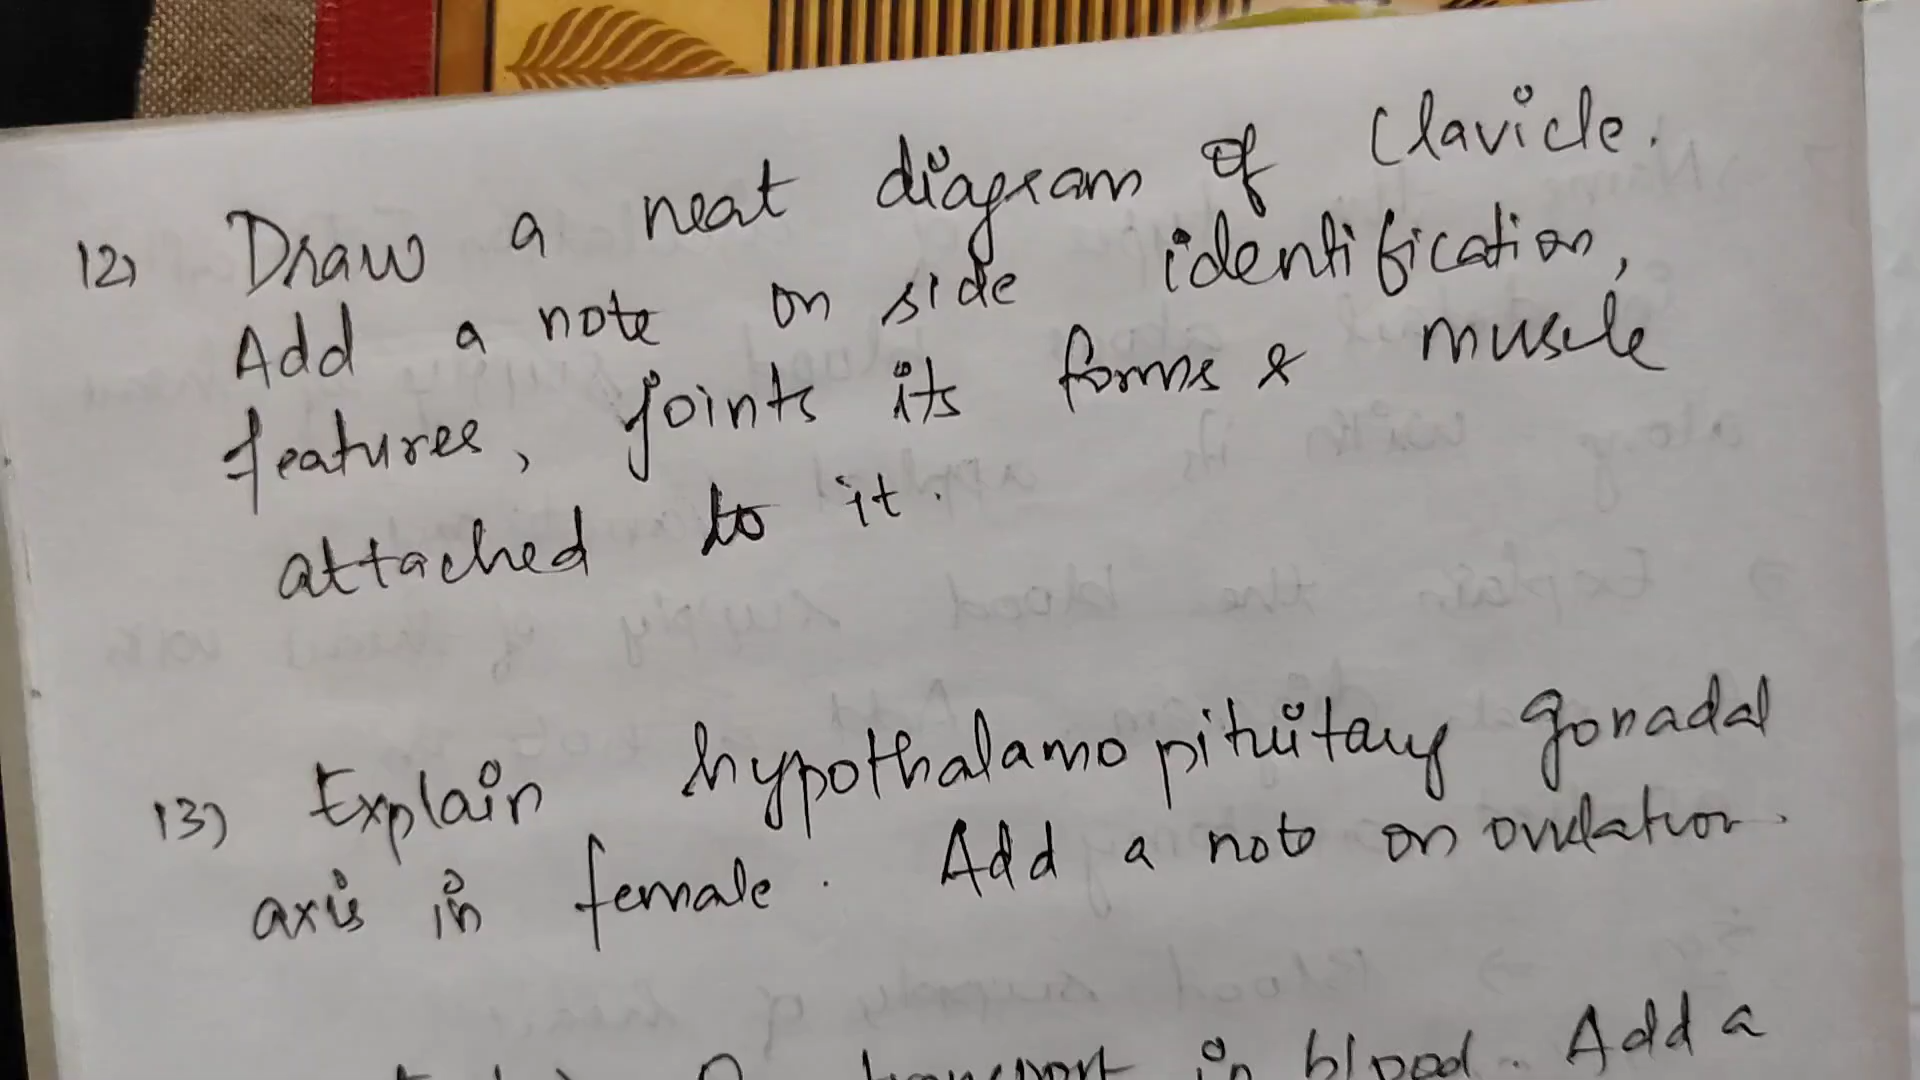 12) Draw a neat diagram of Clavicle.
Add a note on side identification,
features, joints its forms & muscle
attached to it.
13) Explain hypothalamo pituitary gonadal
axis in female. Add a note on ovulation.
transport in blood. Add a